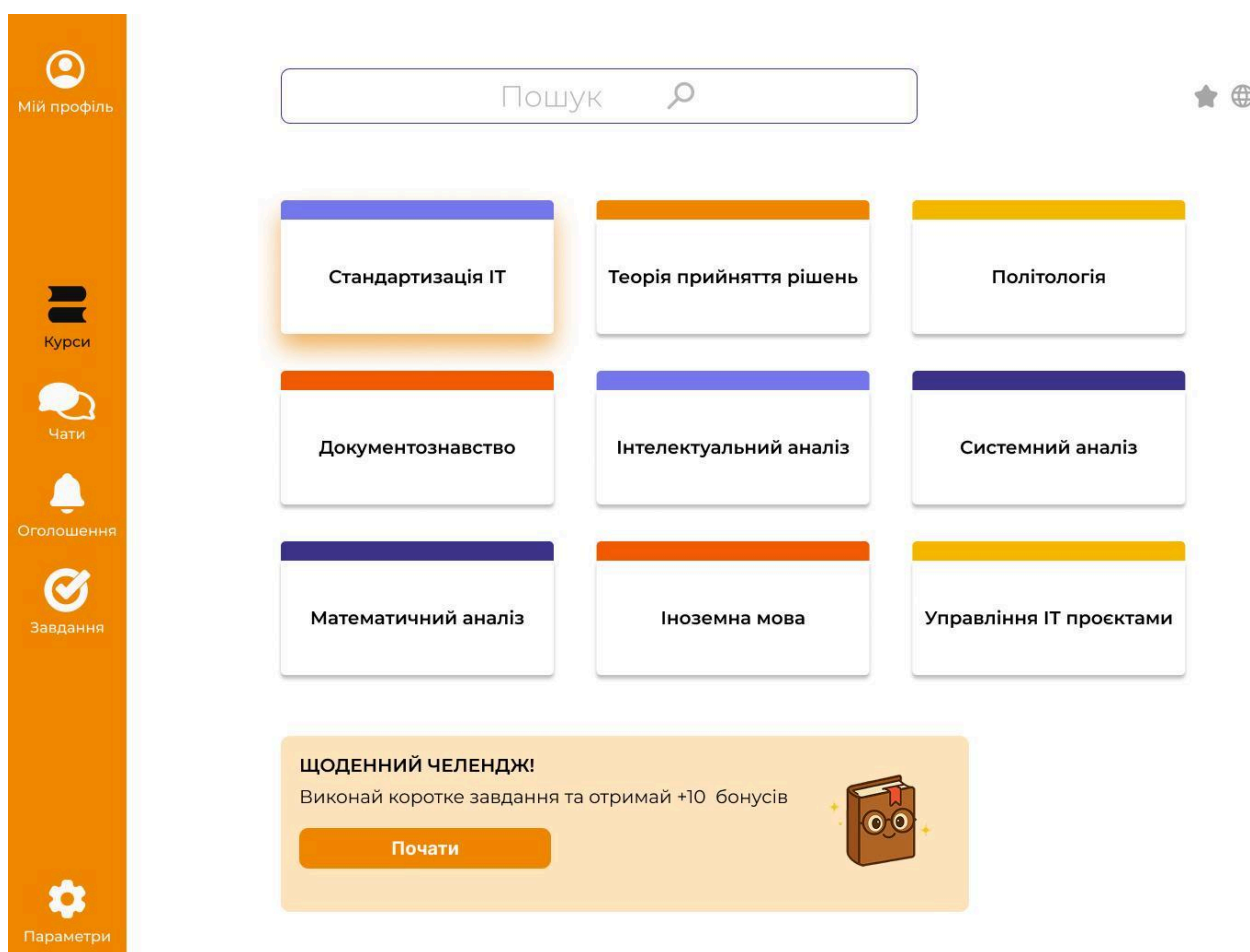 Мій профіль
Курси
Чати
Оголошення
Завдання
Параметри
Пошук
Стандартизація ІТ
Теорія прийняття рішень
Політологія
Документознавство
Інтелектуальний аналіз
Системний аналіз
Математичний аналіз
Іноземна мова
Управління ІТ проєктами
ЩОДЕННИЙ ЧЕЛЕНДЖ!
Виконай коротке завдання та отримай +10 бонусів
Почати